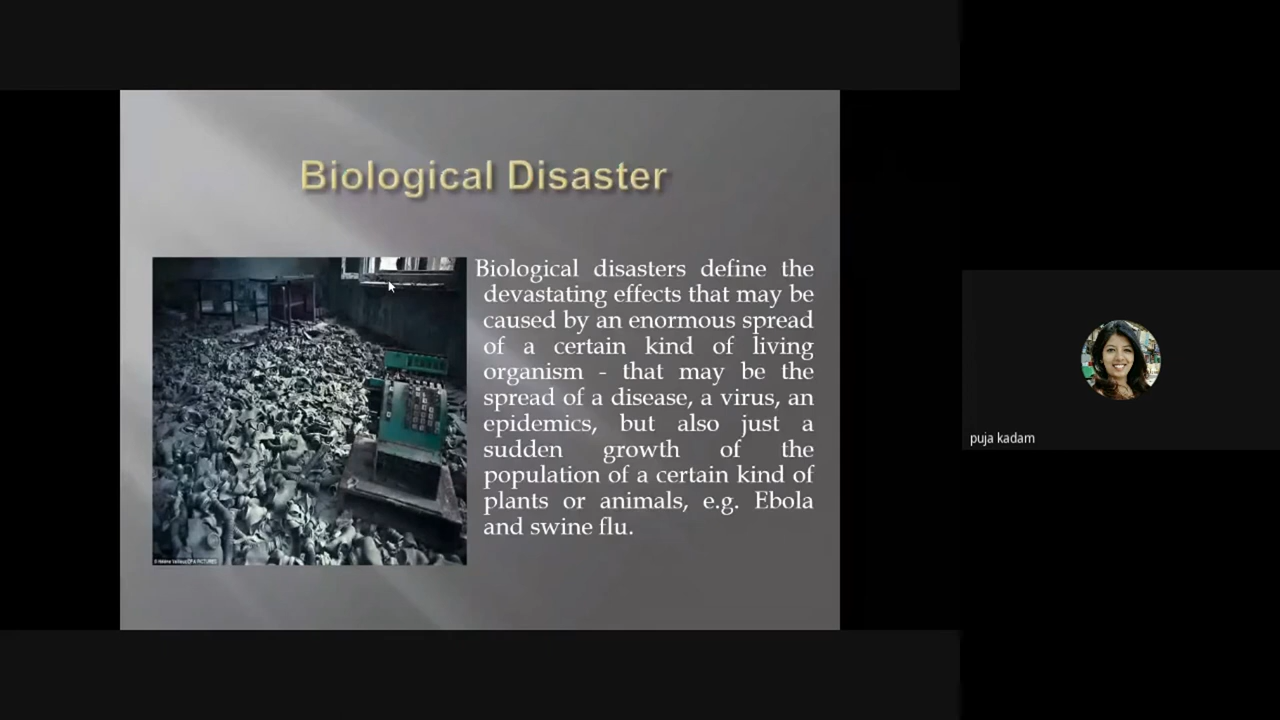 Biological Disaster
Biological disasters define the
devastating effects that may be
caused by an enormous spread
of a certain kind of living
organism - that may be the
spread of a disease, a virus, an
epidemics, but also just a
sudden growth of the
population of a certain kind of
plants or animals, e.g. Ebola
and swine flu.
puja kadam